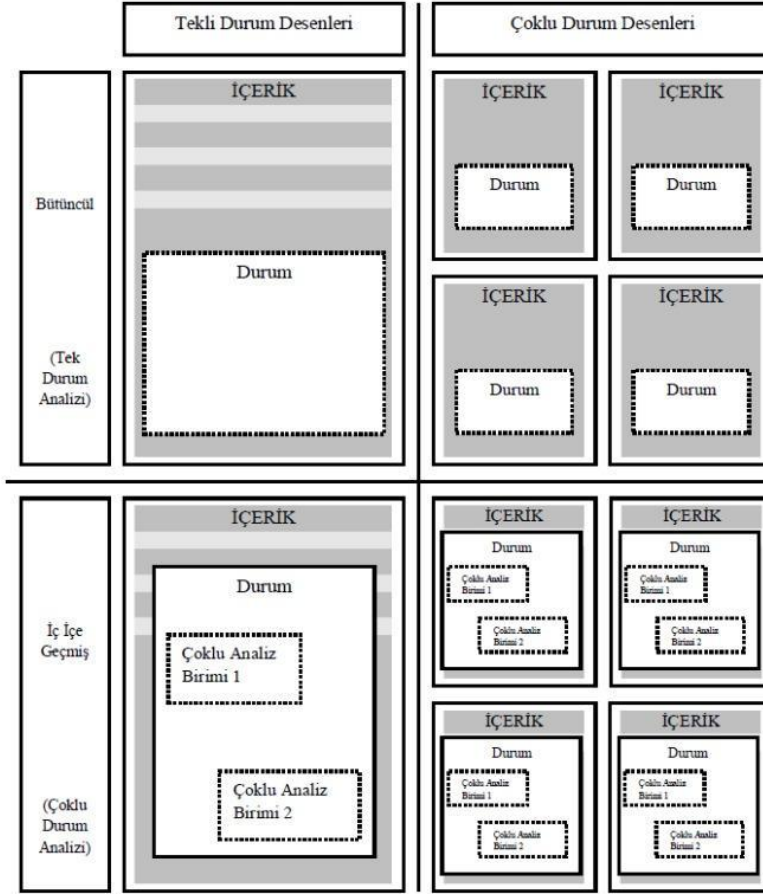 Tekli Durum Desenleri
Çoklu Durum Desenleri
Bütüncül
(Tek
Durum
Analizi)
İÇERİK
Durum
İÇERİK
Durum
İÇERİK
Durum
İÇERİK
Durum
İÇERİK
Durum
İç İçe
Geçmiş
(Çoklu
Durum
Analizi)
İÇERİK
Durum
Çoklu Analiz
Birimi 1
Çoklu Analiz
Birimi 2
İÇERİK
Durum
Çoklu Analiz
Birimi 1
Çoklu Analiz
Birimi 2
İÇERİK
Durum
Çoklu Analiz
Birimi 1
Çoklu Analiz
Birimi 2
İÇERİK
Durum
Çoklu Analiz
Birimi 1
Çoklu Analiz
Birimi 2
İÇERİK
Durum
Çoklu Analiz
Birimi 1
Çoklu Analiz
Birimi 2